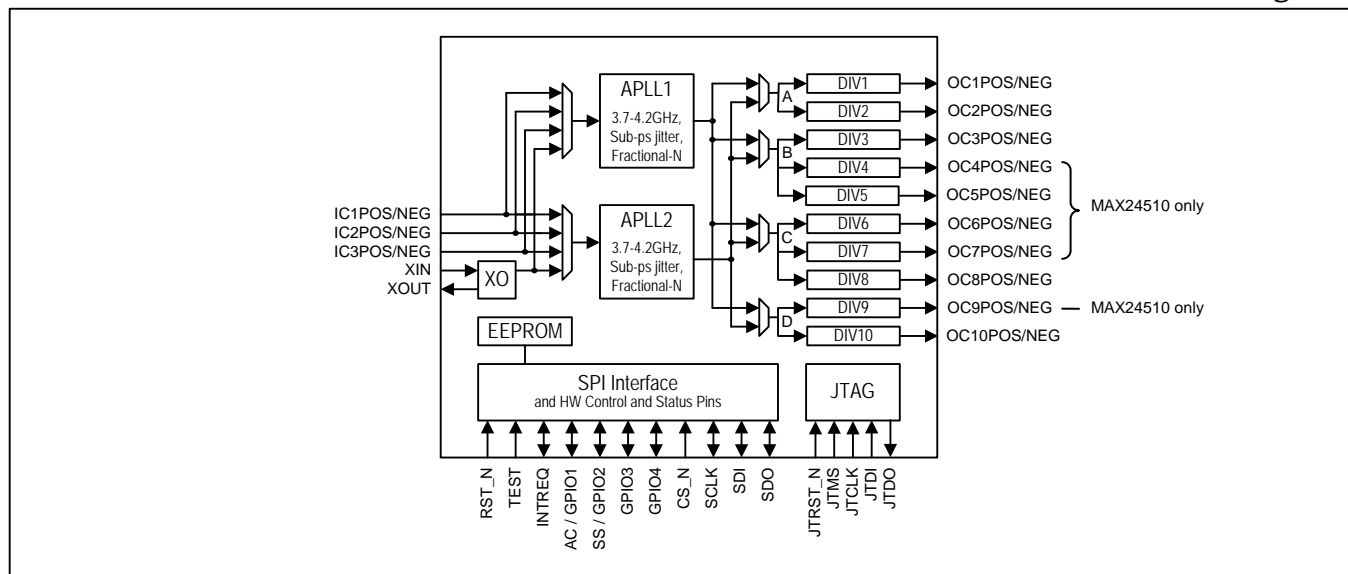 APLL1
3.7-4.2GHz,
Sub-ps jitter,
Fractional-N
APLL2
3.7-4.2GHz,
Sub-ps jitter,
Fractional-N
IC1POS/NEG
IC2POS/NEG
IC3POS/NEG
XIN
XOUT
XO
A
B
C
D
DIV1
DIV2
DIV3
DIV4
DIV5
DIV6
DIV7
DIV8
DIV9
DIV10
OC1POS/NEG
OC2POS/NEG
OC3POS/NEG
OC4POS/NEG
OC5POS/NEG
OC6POS/NEG
OC7POS/NEG
OC8POS/NEG
OC9POS/NEG
OC10POS/NEG
MAX24510 only
MAX24510 only
EEPROM
SPI Interface
and HW Control and Status Pins
JTAG
RST_N
TEST
INTREQ
AC / GPIO1
SS / GPIO2
GPIO3
GPIO4
CS_N
SCLK
SDI
SDO
JTRST_N
JTMS
JTCLK
JTDI
JTDO